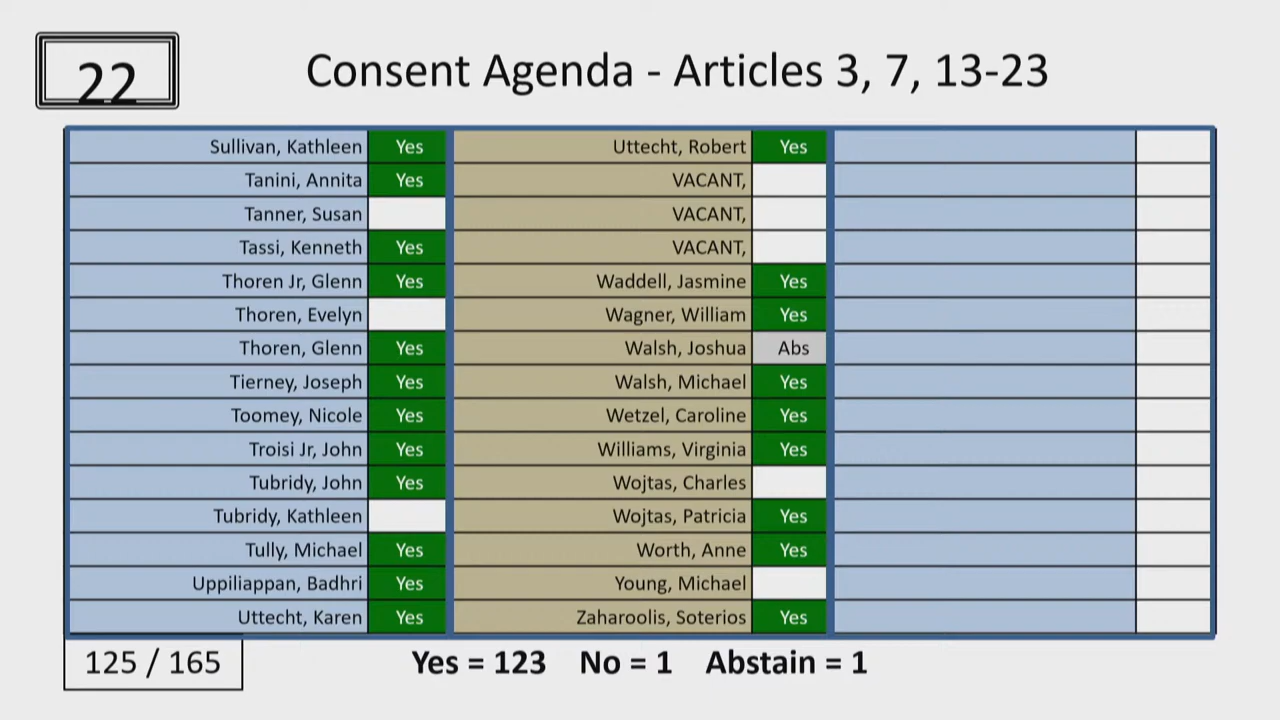 22
Consent Agenda - Articles 3, 7, 13-23
Sullivan, Kathleen Yes
Tanini, Annita Yes
Tanner, Susan
Tassi, Kenneth Yes
Thoren Jr, Glenn Yes
Thoren, Evelyn
Thoren, Glenn Yes
Tierney, Joseph Yes
Toomey, Nicole Yes
Troisi Jr, John Yes
Tubridy, John Yes
Tubridy, Kathleen
Tully, Michael Yes
Uppiliappan, Badhri Yes
Uttecht, Karen Yes
Uttecht, Robert Yes
VACANT,
VACANT,
VACANT,
Waddell, Jasmine Yes
Wagner, William Yes
Walsh, Joshua Abs
Walsh, Michael Yes
Wetzel, Caroline Yes
Williams, Virginia Yes
Wojtas, Charles
Wojtas, Patricia Yes
Worth, Anne Yes
Young, Michael
Zaharoolis, Soterios Yes
125 / 165
Yes = 123 No = 1 Abstain = 1